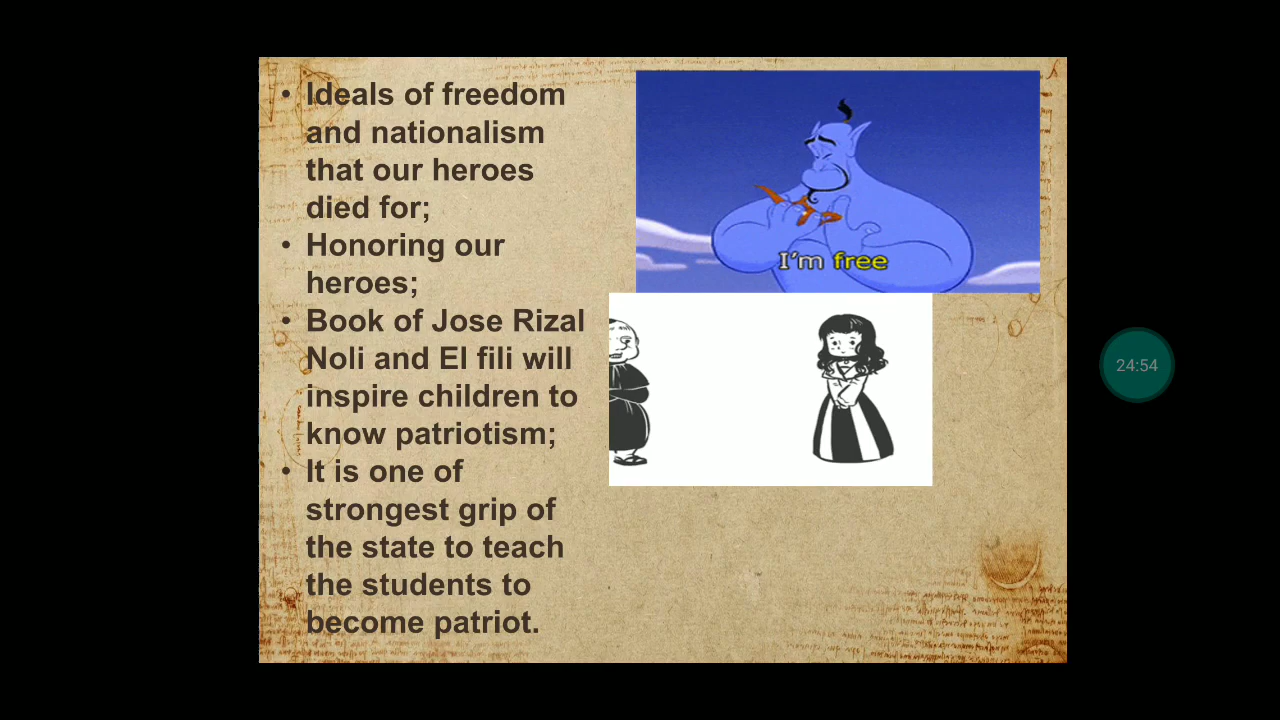 • Ideals of freedom
and nationalism
that our heroes
died for;
• Honoring our
heroes;
• Book of Jose Rizal
Noli and El fili will
inspire children to
know patriotism;
• It is one of
strongest grip of
the state to teach
the students to
become patriot.
I'm free
24:54